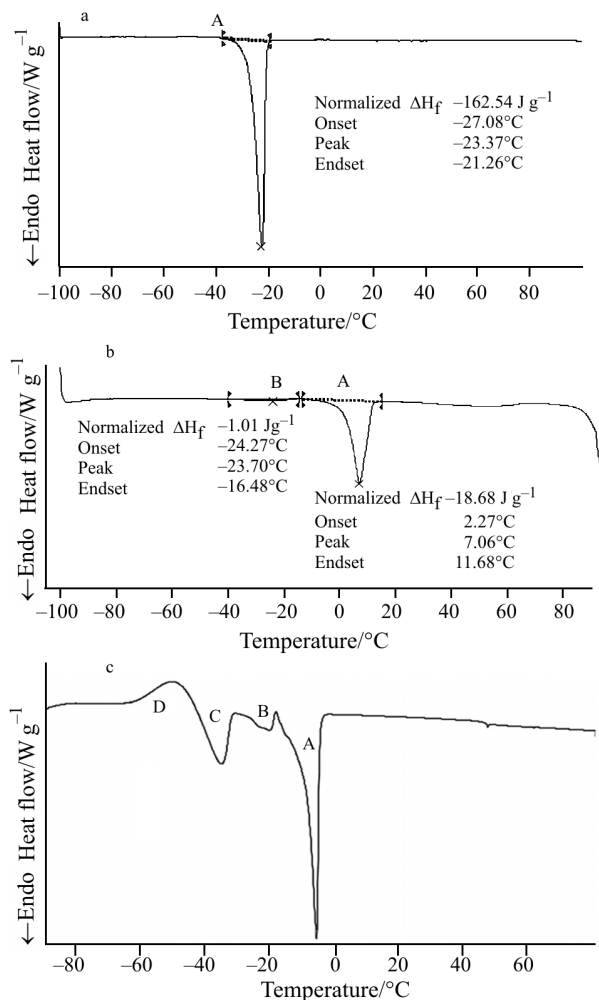 a
A
←Endo Heat flow/W g–1
Normalized ΔHf –162.54 J g–1
Onset –27.08°C
Peak –23.37°C
Endset –21.26°C
–100 –80 –60 –40 –20 0 20 40 60 80
Temperature/°C
b
B A
←Endo Heat flow/W g–1
Normalized ΔHf –1.01 Jg–1
Onset –24.27°C
Peak –23.70°C
Endset –16.48°C
Normalized ΔHf –18.68 J g–1
Onset 2.27°C
Peak 7.06°C
Endset 11.68°C
–100 –80 –60 –40 –20 0 20 40 60 80
Temperature/°C
c
D C B A
←Endo Heat flow/W g–1
–80 –60 –40 –20 0 20 40 60
Temperature/°C